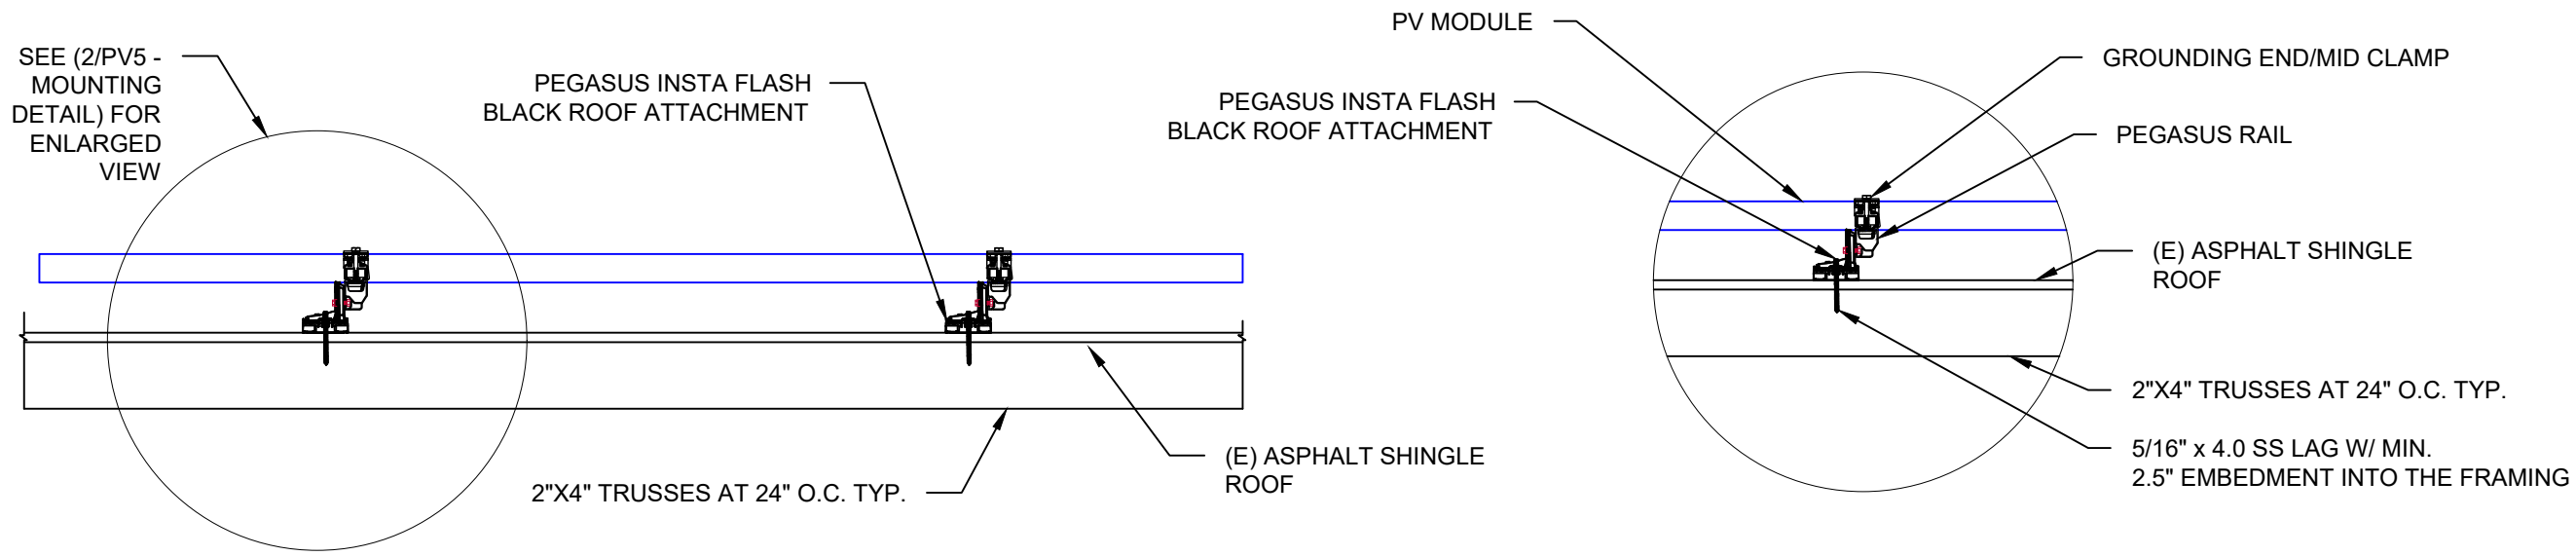 SEE (2/PV5 -
MOUNTING
DETAIL) FOR
ENLARGED
VIEW
PEGASUS INSTA FLASH
BLACK ROOF ATTACHMENT
2"X4" TRUSSES AT 24" O.C. TYP.
(E) ASPHALT SHINGLE
ROOF
PV MODULE
PEGASUS INSTA FLASH
BLACK ROOF ATTACHMENT
GROUNDING END/MID CLAMP
PEGASUS RAIL
(E) ASPHALT SHINGLE
ROOF
2"X4" TRUSSES AT 24" O.C. TYP.
5/16" x 4.0 SS LAG W/ MIN.
2.5" EMBEDMENT INTO THE FRAMING